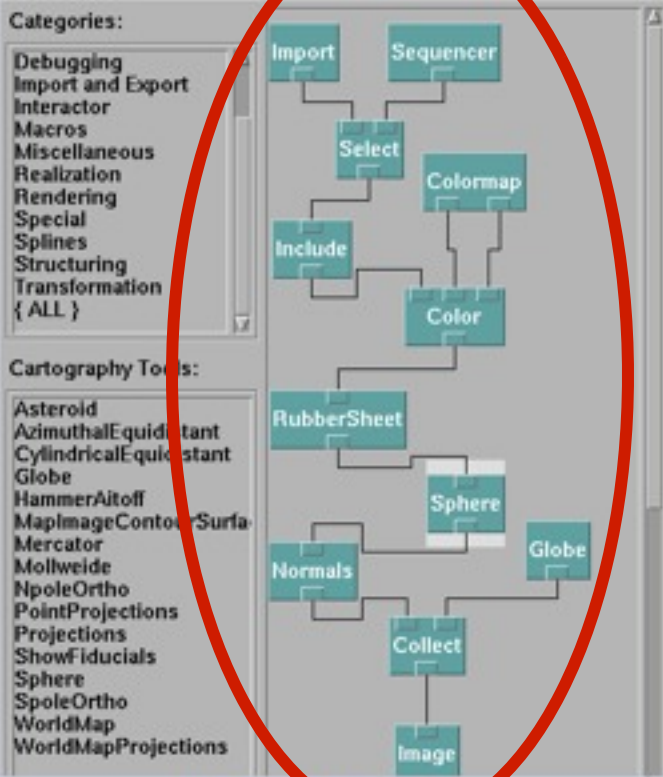 Categories:
Debugging
Import and Export
Interactor
Macros
Miscellaneous
Realization
Rendering
Special
Splines
Structuring
Transformation
{ ALL }
Cartography Tools:
Asteroid
AzimuthalEquidistant
CylindricalEquidistant
Globe
HammerAitoff
MapImageContourSurfa
Mercator
Mollweide
NpoleOrtho
PointProjections
Projections
ShowFiducials
Sphere
SpoleOrtho
WorldMap
WorldMapProjections
Import
Sequencer
Select
Colormap
Include
Color
RubberSheet
Sphere
Globe
Normals
Collect
Image